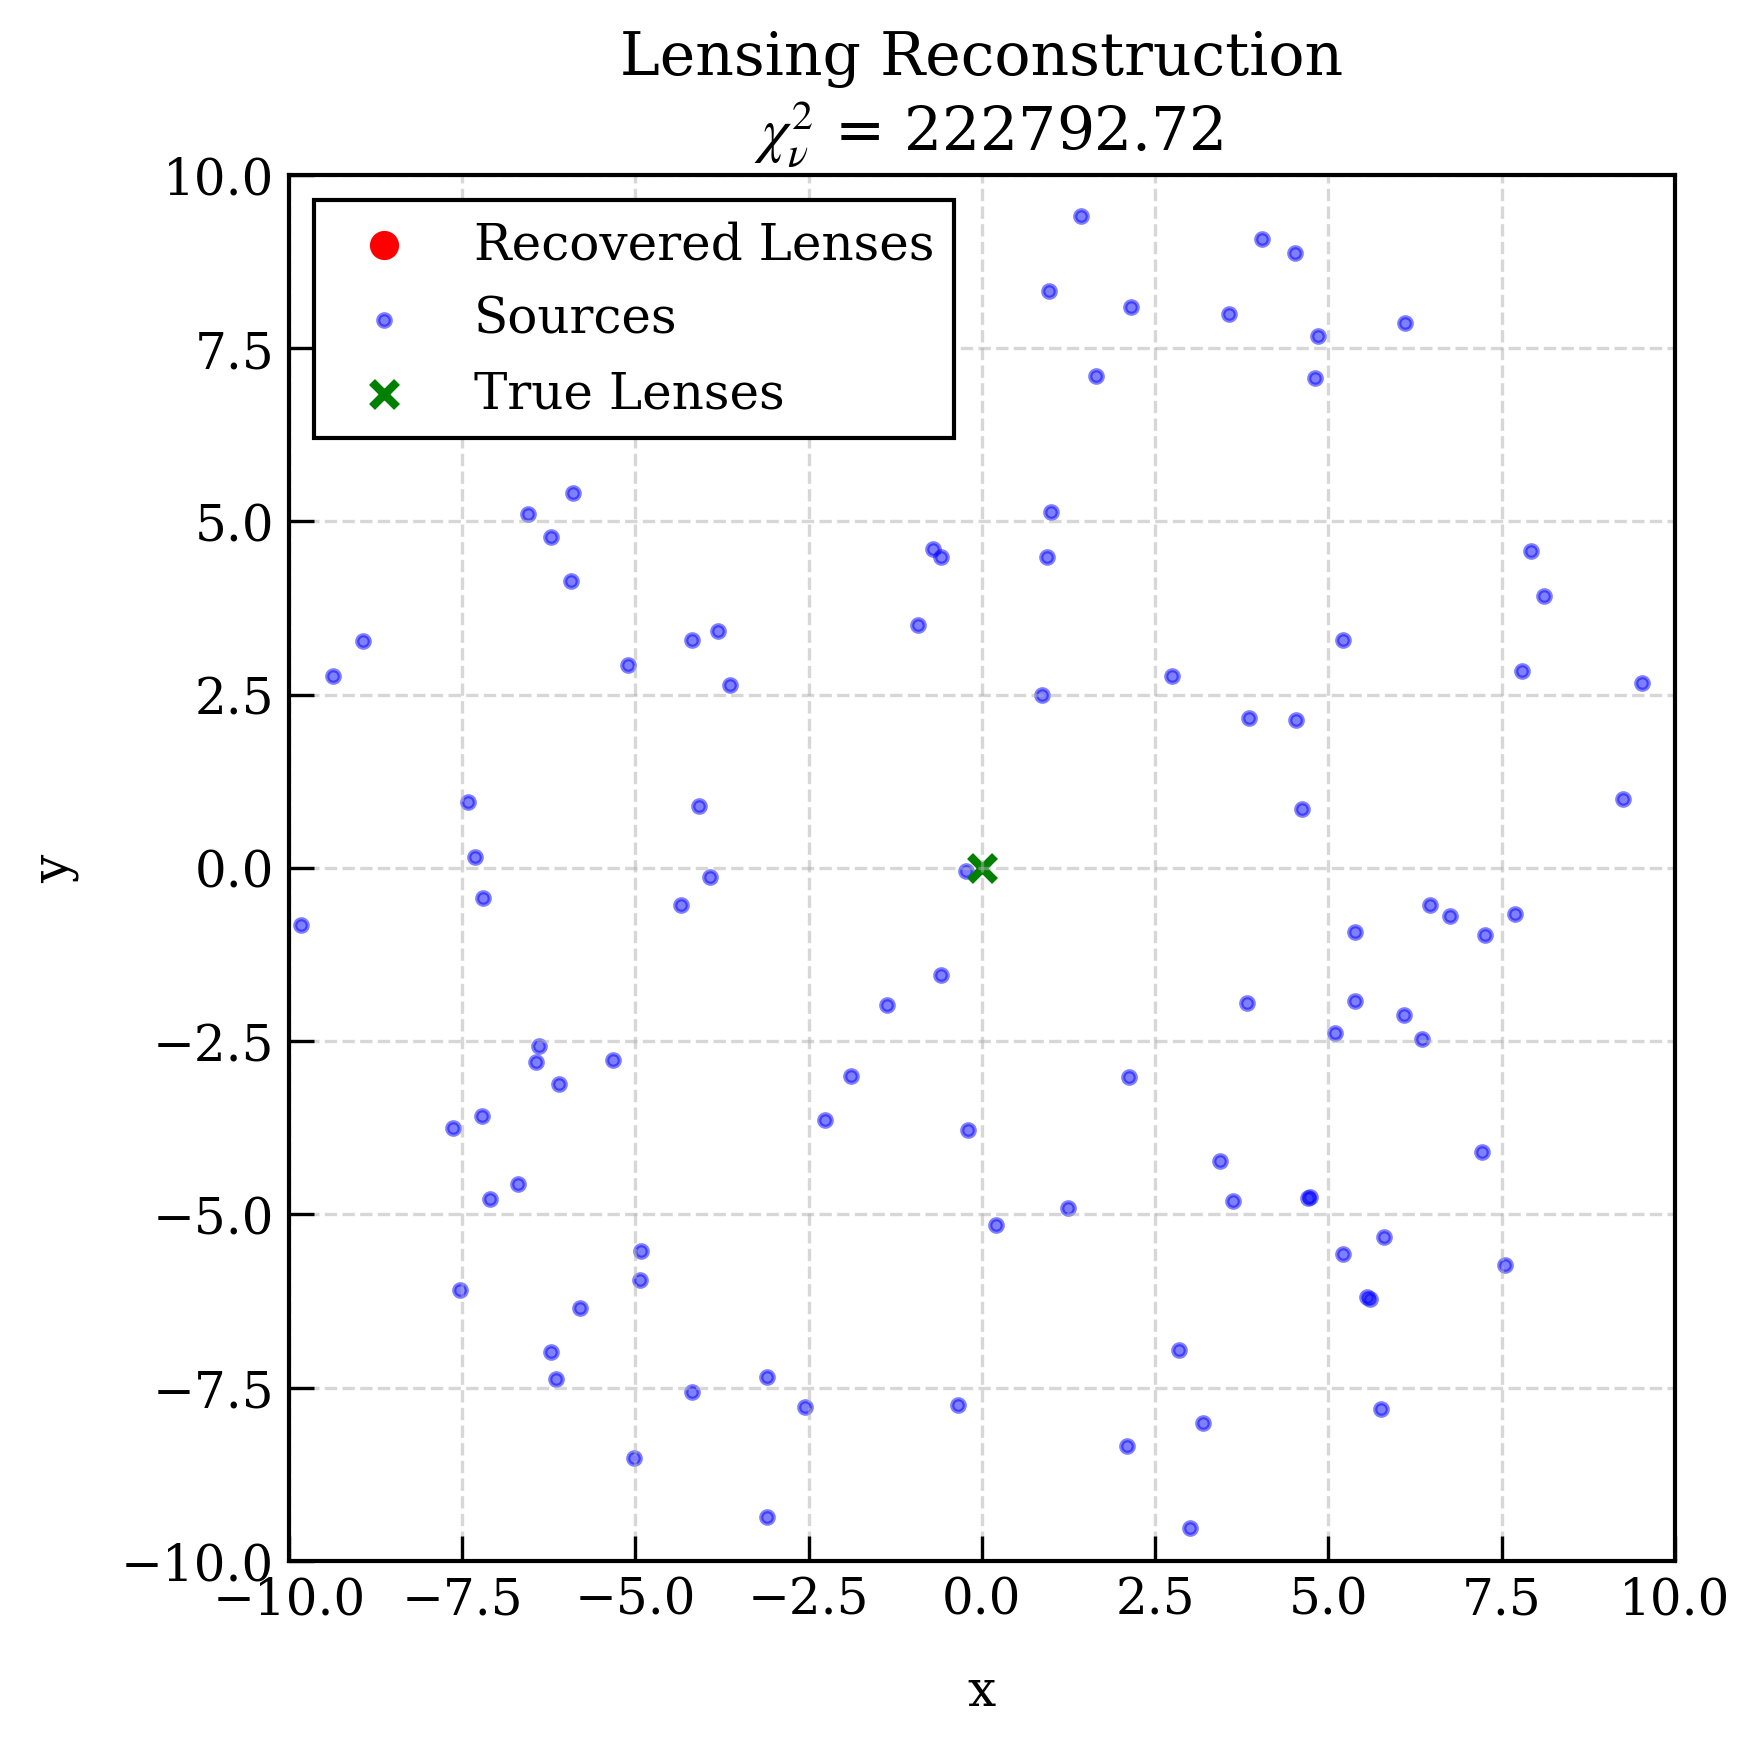 Lensing Reconstruction
χ²ᵥ = 222792.72
Recovered Lenses
Sources
True Lenses
10.0
7.5
5.0
2.5
0.0
−2.5
−5.0
−7.5
−10.0
y
−10.0 −7.5 −5.0 −2.5 0.0 2.5 5.0 7.5 10.0
x